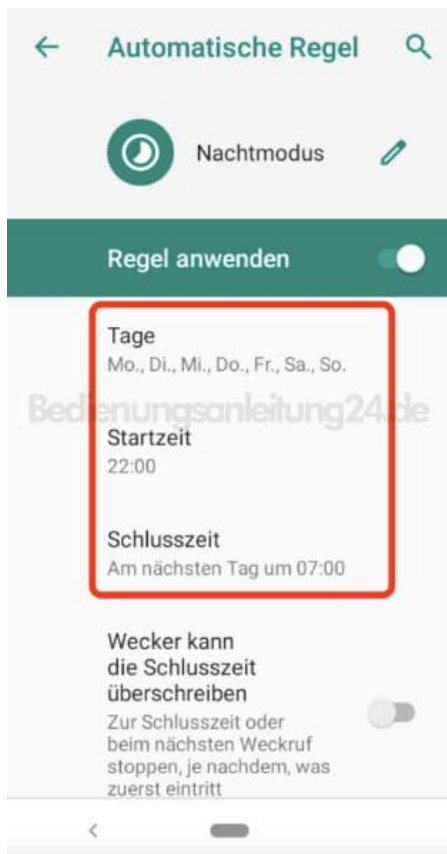 Automatische Regel
Nachtmodus
Regel anwenden
Tage
Mo., Di., Mi., Do., Fr., Sa., So.
Bedienungsanleitung24.de
Startzeit
22:00
Schlusszeit
Am nächsten Tag um 07:00
Wecker kann
die Schlusszeit
überschreiben
Zur Schlusszeit oder
beim nächsten Weckruf
stoppen, je nachdem, was
zuerst eintritt